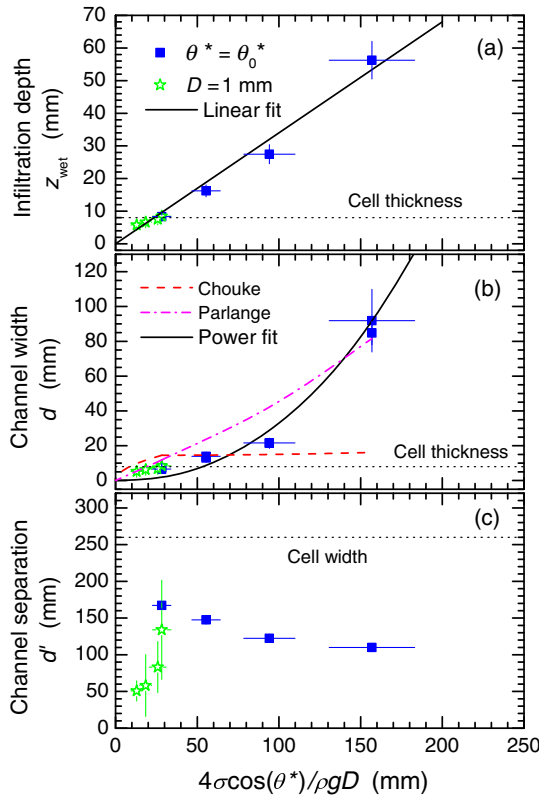 70
60
50
40
30
20
10
0
Infiltration depth
z_wet (mm)
(a)
θ* = θ₀*
D = 1 mm
Linear fit
Cell thickness
120
100
80
60
40
20
0
Channel width
d (mm)
(b)
Chouke
Parlange
Power fit
Cell thickness
300
250
200
150
100
50
0
Channel separation
d' (mm)
(c)
Cell width
0 50 100 150 200 250
4σcos(θ*)/ρgD (mm)